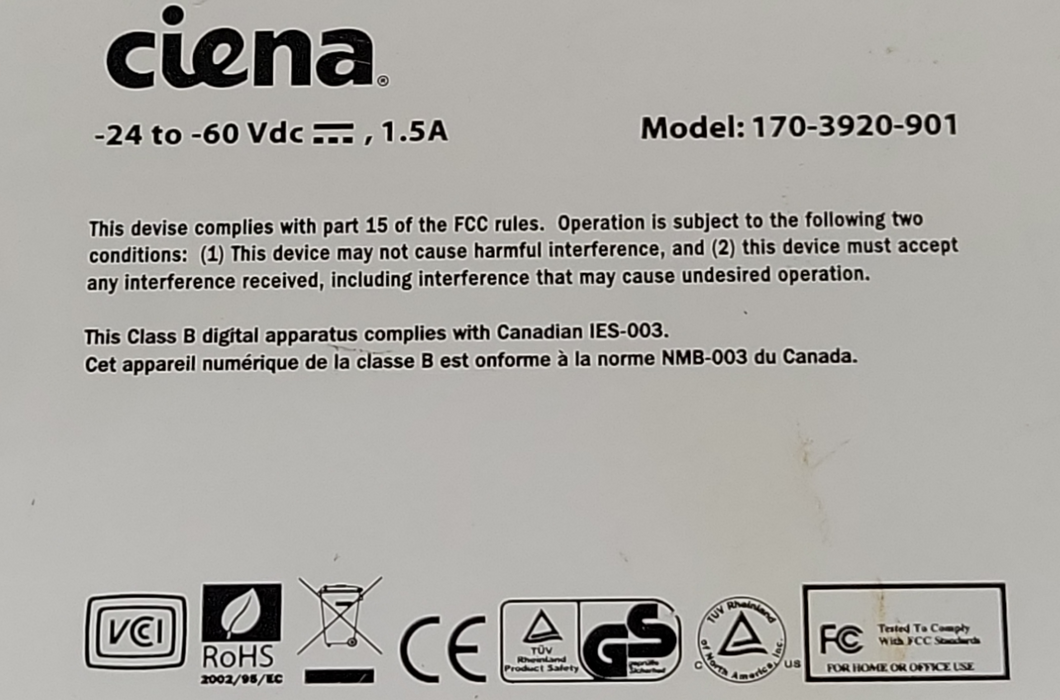 ciena®
-24 to -60 Vdc ⎓, 1.5A
Model: 170-3920-901
This devise complies with part 15 of the FCC rules. Operation is subject to the following two
conditions: (1) This device may not cause harmful interference, and (2) this device must accept
any interference received, including interference that may cause undesired operation.
This Class B digital apparatus complies with Canadian IES-003.
Cet appareil numérique de la classe B est onforme à la norme NMB-003 du Canada.
VCI
RoHS
2002/95/EC
CE
TÜV
Rheinland
Product Safety
GS
geprüfte
Sicherheit
TUV Rheinland
of North America, Inc.
C US
FC
Tested To Comply
With FCC Standards
FOR HOME OR OFFICE USE